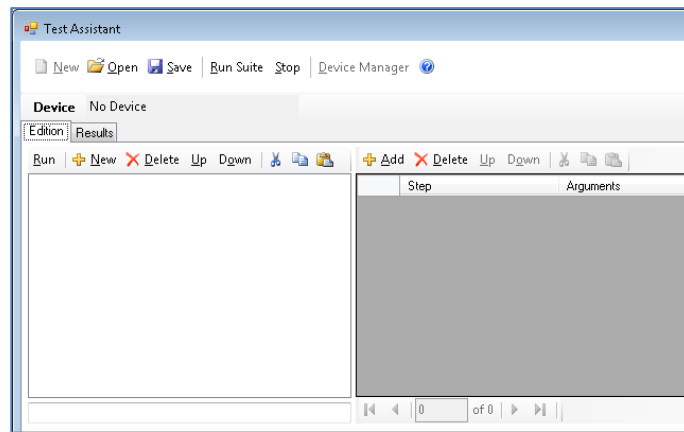 Test Assistant
New Open Save Run Suite Stop Device Manager
Device No Device
Edition Results
Run New Delete Up Down Add Delete Up Down
Step Arguments
0 of 0